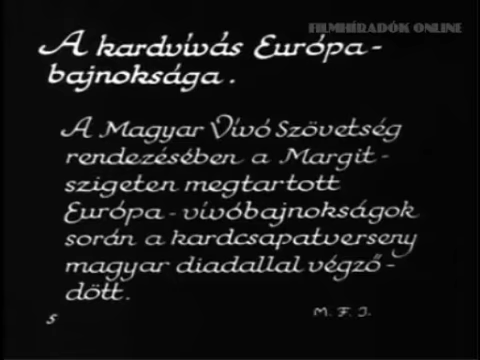 FILMHÍRADÓK ONLINE
A kardvívás Európa-
bajnoksága.
A Magyar Vívó Szövetség
rendezésében a Margit-
szigeten megtartott
Európa-vívóbajnokságok
során a kardcsapatverseny
magyar diadallal végző-
dött.
5
M. F. I.